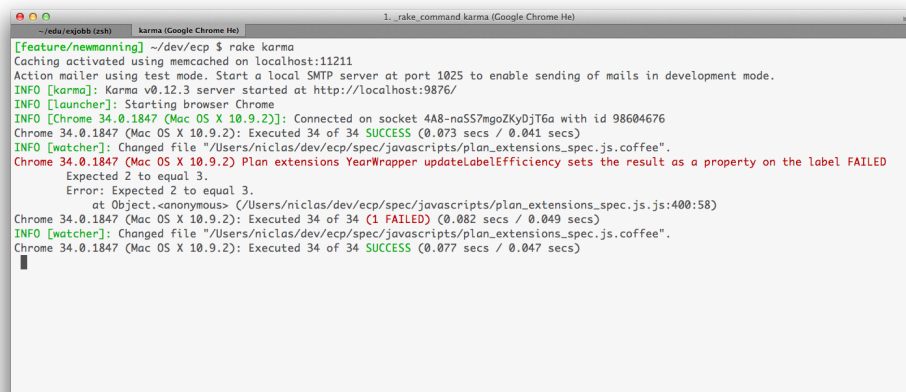 1. _rake_command karma (Google Chrome He)
~/edu/exjobb (zsh) karma (Google Chrome He)
[feature/newmanning] ~/dev/ecp $ rake karma
Caching activated using memcached on localhost:11211
Action mailer using test mode. Start a local SMTP server at port 1025 to enable sending of mails in development mode.
INFO [karma]: Karma v0.12.3 server started at http://localhost:9876/
INFO [launcher]: Starting browser Chrome
INFO [Chrome 34.0.1847 (Mac OS X 10.9.2)]: Connected on socket 4A8-naSS7mgoZKyDjT6a with id 98604676
Chrome 34.0.1847 (Mac OS X 10.9.2): Executed 34 of 34 SUCCESS (0.073 secs / 0.041 secs)
INFO [watcher]: Changed file "/Users/niclas/dev/ecp/spec/javascripts/plan_extensions_spec.js.coffee".
Chrome 34.0.1847 (Mac OS X 10.9.2) Plan extensions YearWrapper updateLabelEfficiency sets the result as a property on the label FAILED
Expected 2 to equal 3.
Error: Expected 2 to equal 3.
at Object.<anonymous> (/Users/niclas/dev/ecp/spec/javascripts/plan_extensions_spec.js.js:400:58)
Chrome 34.0.1847 (Mac OS X 10.9.2): Executed 34 of 34 (1 FAILED) (0.082 secs / 0.049 secs)
INFO [watcher]: Changed file "/Users/niclas/dev/ecp/spec/javascripts/plan_extensions_spec.js.coffee".
Chrome 34.0.1847 (Mac OS X 10.9.2): Executed 34 of 34 SUCCESS (0.077 secs / 0.047 secs)